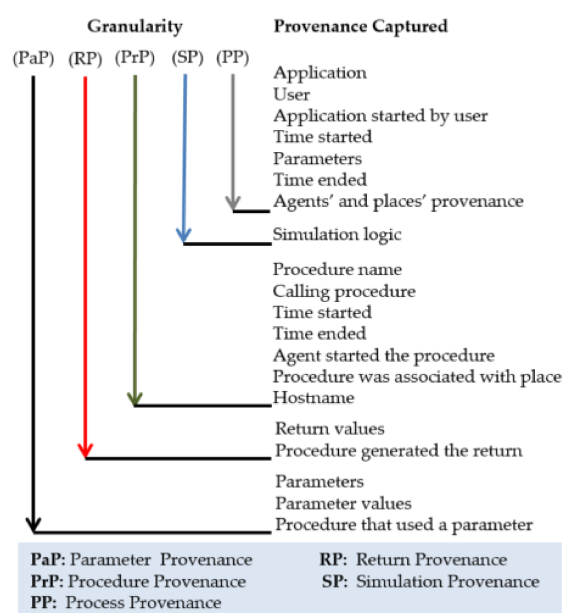 Granularity Provenance Captured
(PaP) (RP) (PrP) (SP) (PP)
Application
User
Application started by user
Time started
Parameters
Time ended
Agents’ and places’ provenance
Simulation logic
Procedure name
Calling procedure
Time started
Time ended
Agent started the procedure
Procedure was associated with place
Hostname
Return values
Procedure generated the return
Parameters
Parameter values
Procedure that used a parameter
PaP: Parameter Provenance RP: Return Provenance
PrP: Procedure Provenance SP: Simulation Provenance
PP: Process Provenance